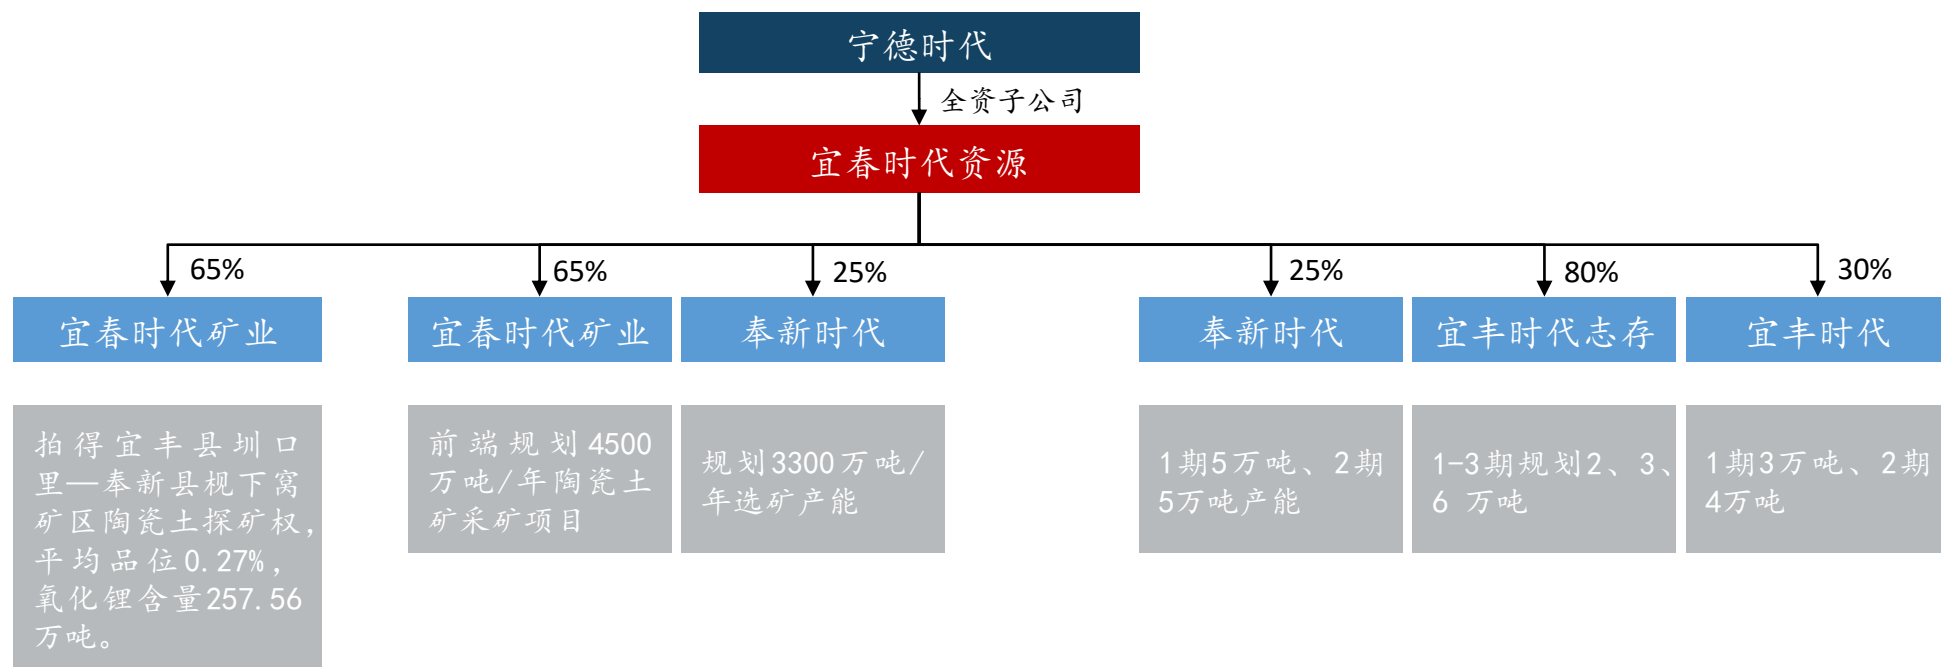 宁德时代
全资子公司
宜春时代资源
65%
65%
25%
25%
80%
30%
宜春时代矿业
宜春时代矿业
奉新时代
奉新时代
宜丰时代志存
宜丰时代
拍得宜丰县圳口
里—奉新县枧下窝
矿区陶瓷土探矿权，
平均品位0.27%，
氧化锂含量257.56
万吨。
前端规划4500
万吨/年陶瓷土
矿采矿项目
规划3300万吨/
年选矿产能
1期5万吨、2期
5万吨产能
1-3期规划2、3、
6 万吨
1期3万吨、2期
4万吨